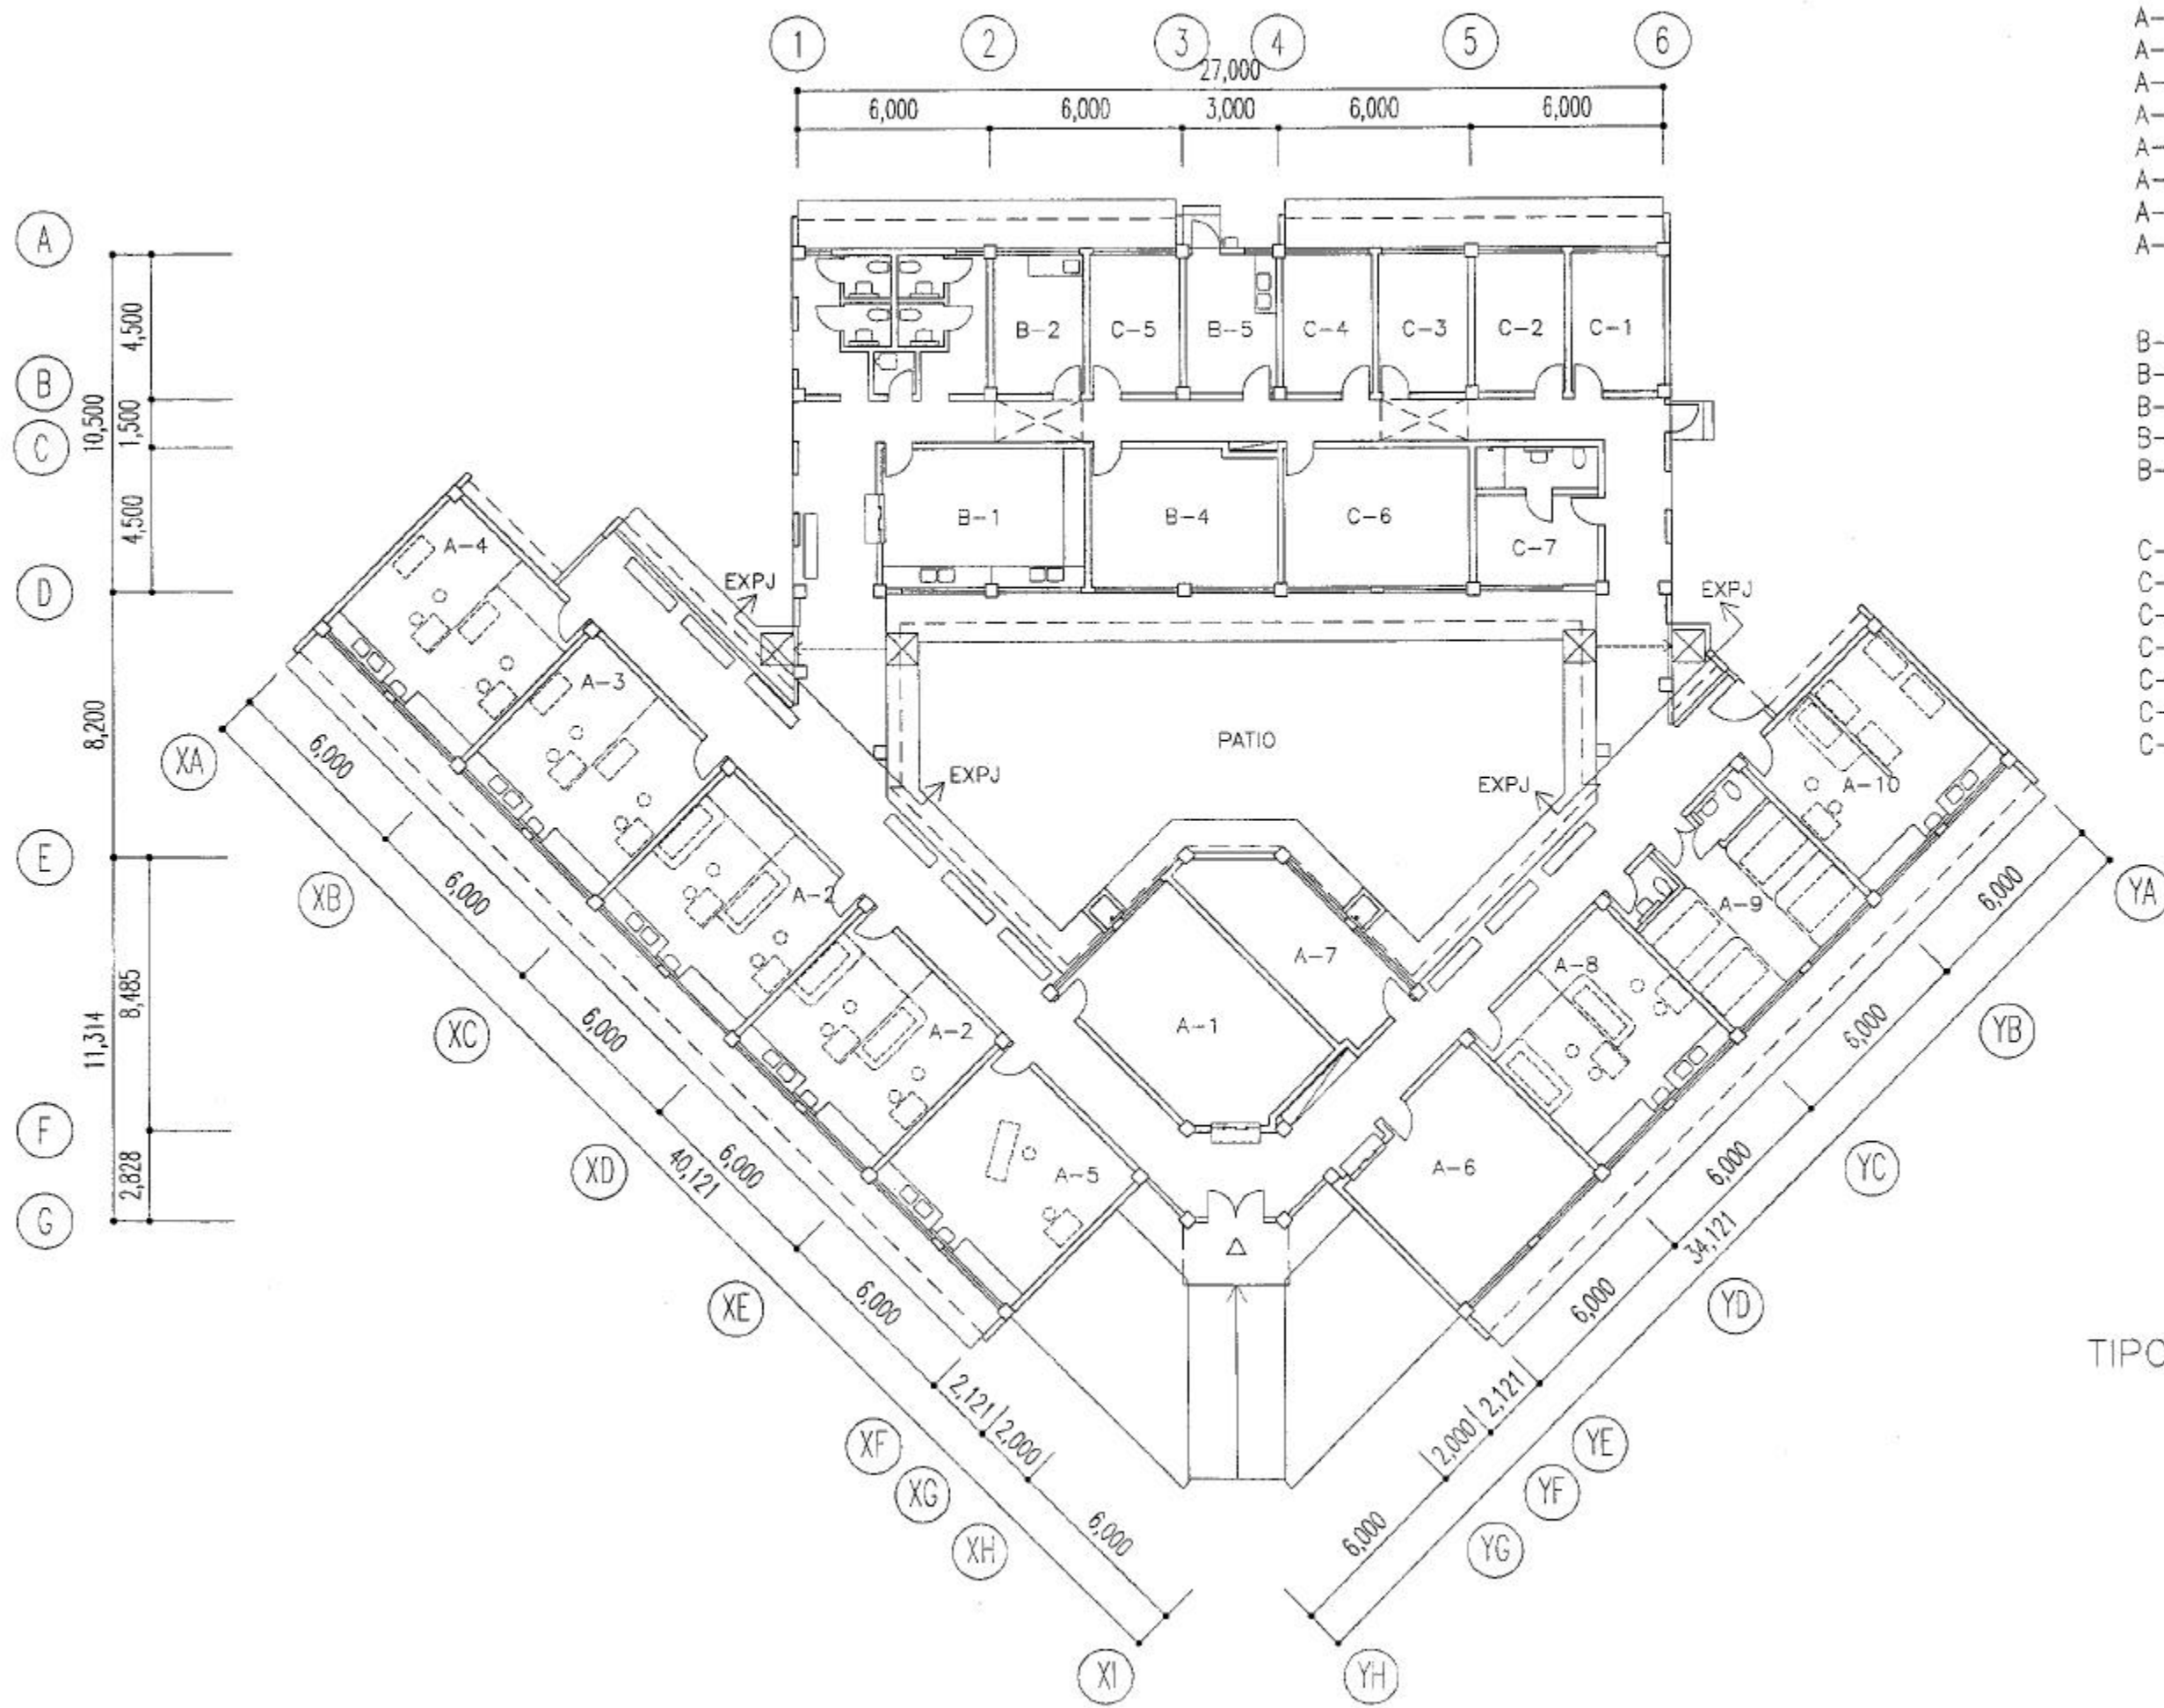 1 2 3 4 5 6
27,000
6,000 6,000 3,000 6,000 6,000
A
B
C
D
E
F
G
4,500
1,500
4,500
10,500
8,200
8,485
2,828
11,314
B-2 C-5 B-5 C-4 C-3 C-2 C-1
B-1 B-4 C-6 C-7
EXPJ
EXPJ
EXPJ
EXPJ
PATIO
A-4
A-3
A-2
A-2
A-5
A-1
A-7
A-6
A-8
A-9
A-10
XA
XB
XC
XD
XE
XF
XG
XH
XI
6,000
6,000
6,000
6,000
6,000
2,121
2,000
6,000
40,121
YA
YB
YC
YD
YE
YF
YG
YH
6,000
6,000
6,000
6,000
2,121
2,000
6,000
34,121
A-
A-
A-
A-
A-
A-
A-
A-
B-
B-
B-
B-
B-
C-
C-
C-
C-
C-
C-
C-
TIPO